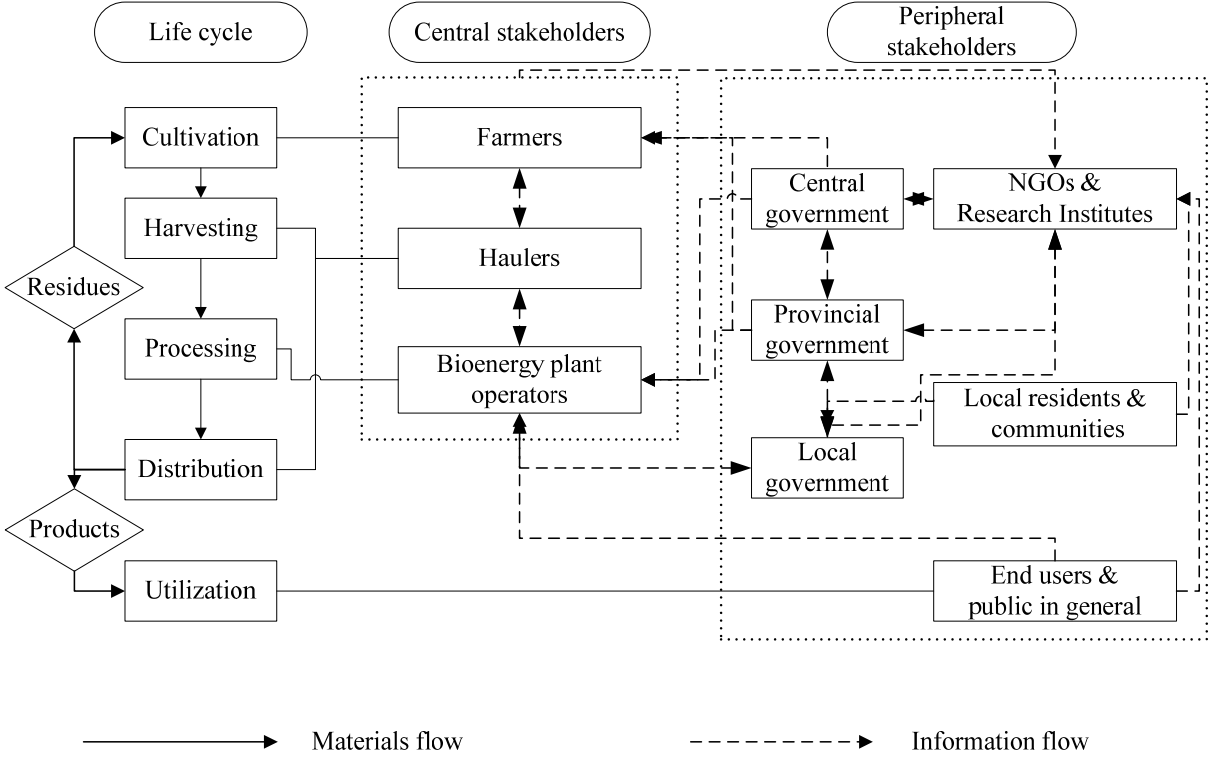 Life cycle
Central stakeholders
Peripheral
stakeholders
Cultivation
Farmers
Central
government
NGOs &
Research Institutes
Harvesting
Haulers
Residues
Provincial
government
Processing
Bioenergy plant
operators
Local residents &
communities
Distribution
Local
government
Products
Utilization
End users &
public in general
Materials flow
Information flow